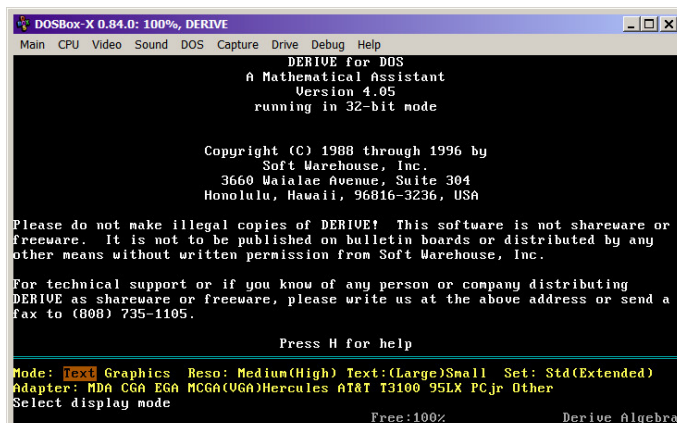 DOSBox-X 0.84.0: 100%, DERIVE
Main CPU Video Sound DOS Capture Drive Debug Help
DERIVE for DOS
A Mathematical Assistant
Version 4.05
running in 32-bit mode
Copyright (C) 1988 through 1996 by
Soft Warehouse, Inc.
3660 Waialae Avenue, Suite 304
Honolulu, Hawaii, 96816-3236, USA
Please do not make illegal copies of DERIVE! This software is not shareware or
freeware. It is not to be published on bulletin boards or distributed by any
other means without written permission from Soft Warehouse, Inc.
For technical support or if you know of any person or company distributing
DERIVE as shareware or freeware, please write us at the above address or send a
fax to (808) 735-1105.
Press H for help
Mode: Text Graphics Reso: Medium(High) Text:(Large)Small Set: Std(Extended)
Adapter: MDA CGA EGA MCGA(VGA)Hercules AT&T T3100 95LX PCjr Other
Select display mode
Free:100% Derive Algebra